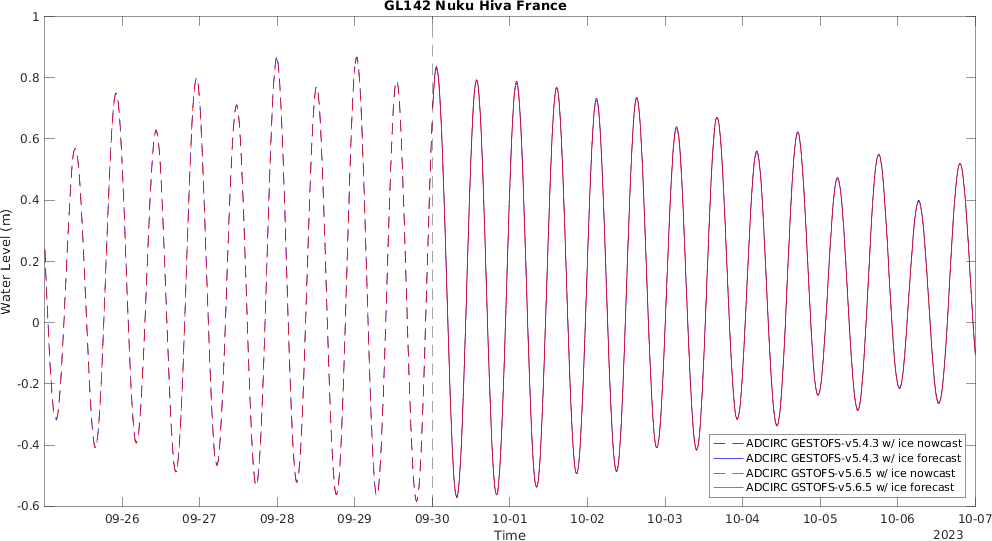 GL142 Nuku Hiva France
1
0.8
0.6
0.4
0.2
0
-0.2
-0.4
-0.6
Water Level (m)
09-26 09-27 09-28 09-29 09-30 10-01 10-02 10-03 10-04 10-05 10-06 10-07
Time
2023
ADCIRC GESTOFS-v5.4.3 w/ ice nowcast
ADCIRC GESTOFS-v5.4.3 w/ ice forecast
ADCIRC GSTOFS-v5.6.5 w/ ice nowcast
ADCIRC GSTOFS-v5.6.5 w/ ice forecast